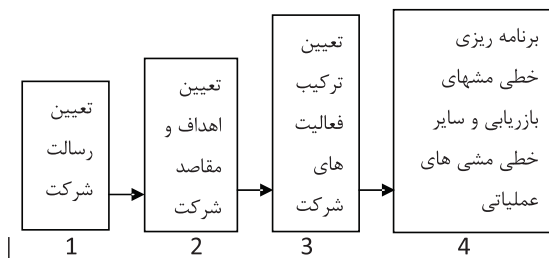 تعیین
رسالت
شرکت
1
تعیین
اهداف و
مقاصد
شرکت
2
تعیین
ترکیب
فعالیت
های
شرکت
3
برنامه ریزی
خطی مشهای
بازریابی و سایر
خطی مشی های
عملیاتی
4